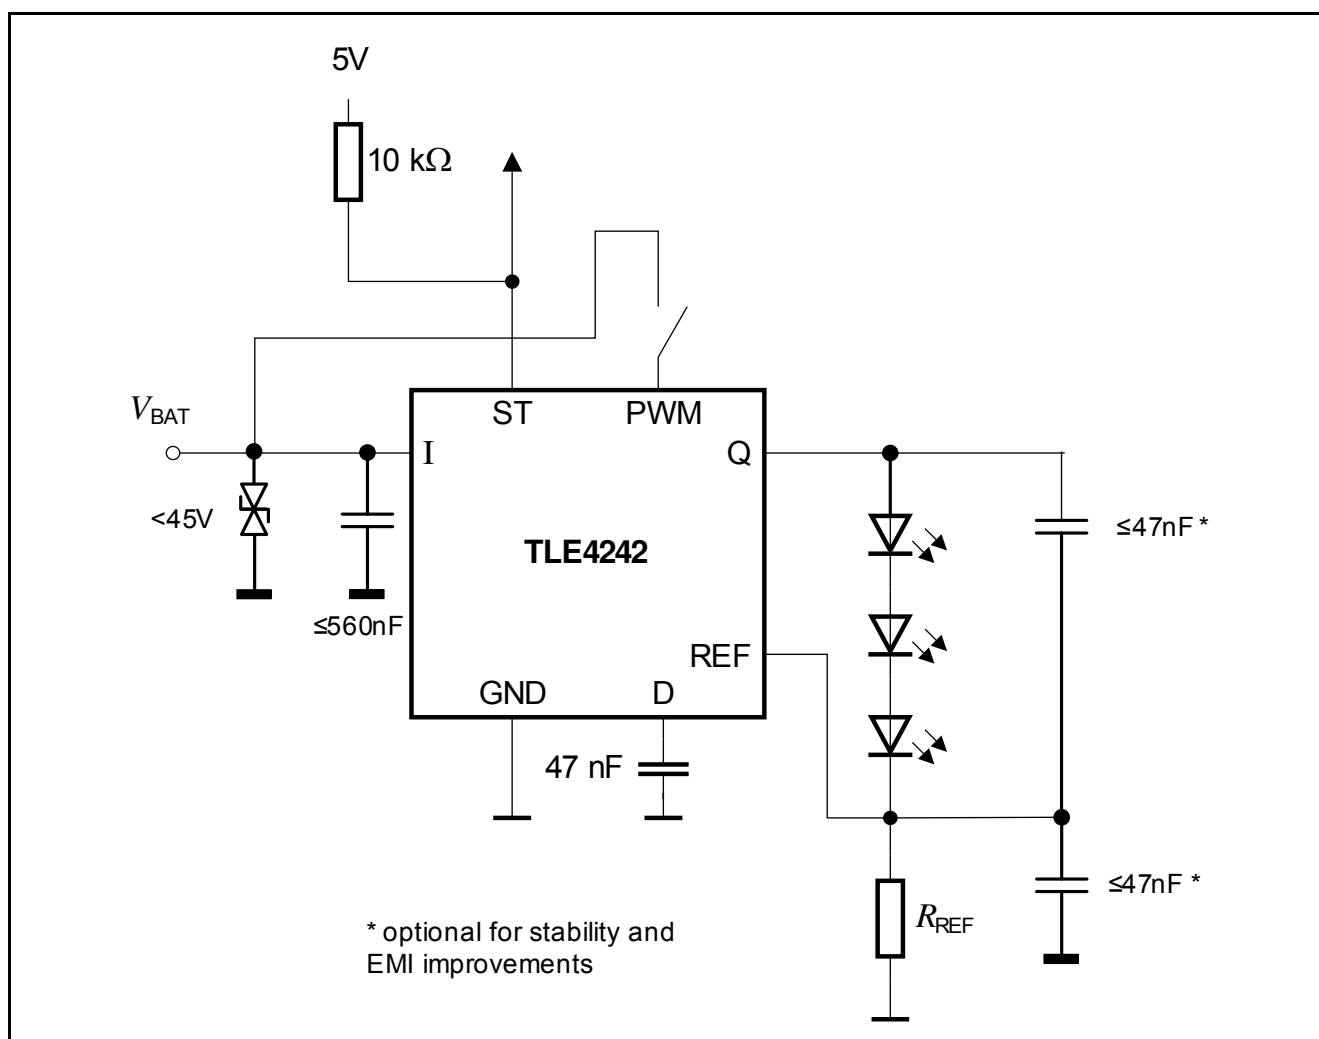 5V
10 kΩ
V_BAT
ST
PWM
I
Q
<45V
≤47nF *
TLE4242
≤560nF
REF
GND
D
47 nF
≤47nF *
R_REF
* optional for stability and
EMI improvements